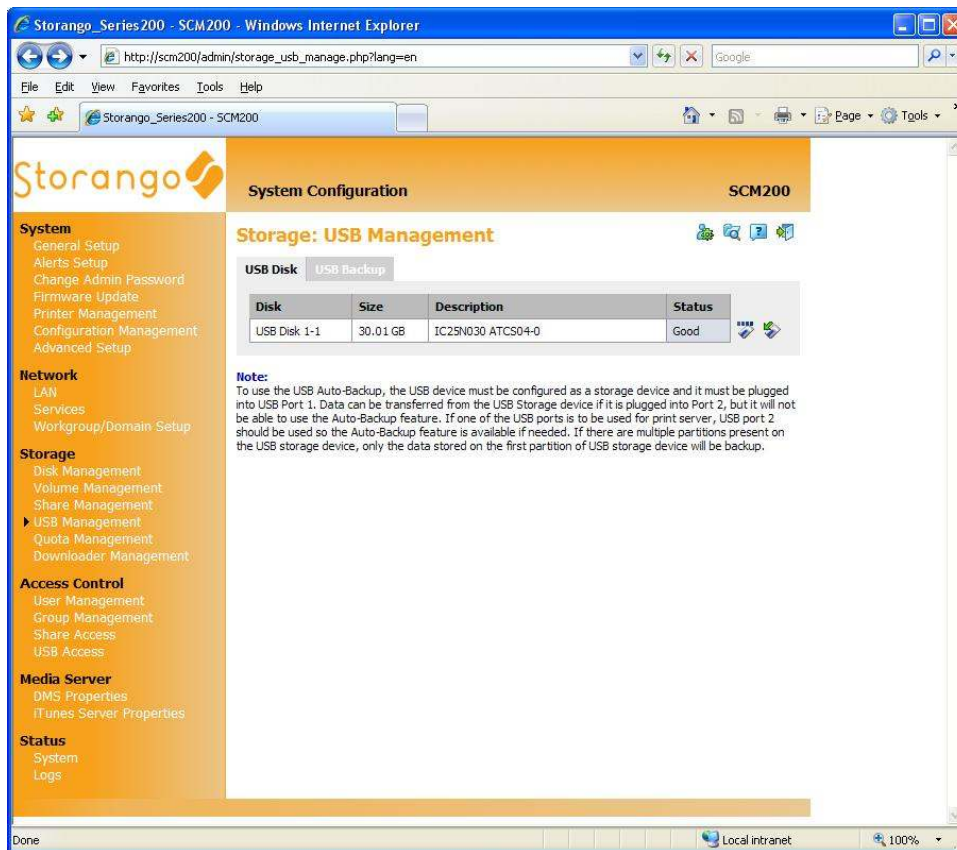 Storango_Series200 - SCM200 - Windows Internet Explorer
http://scm200/admin/storage_usb_manage.php?lang=en
Google
File Edit View Favorites Tools Help
Storango_Series200 - SCM200
Page Tools
Storango
System Configuration
SCM200
System
General Setup
Alerts Setup
Change Admin Password
Firmware Update
Printer Management
Configuration Management
Advanced Setup
Network
LAN
Services
Workgroup/Domain Setup
Storage
Disk Management
Volume Management
Share Management
USB Management
Quota Management
Downloader Management
Access Control
User Management
Group Management
Share Access
USB Access
Media Server
DMS Properties
iTunes Server Properties
Status
System
Logs
Storage: USB Management
USB Disk USB Backup
Disk Size Description Status
USB Disk 1-1 30.01 GB IC25N030 ATCS04-0 Good
Note:
To use the USB Auto-Backup, the USB device must be configured as a storage device and it must be plugged
into USB Port 1. Data can be transferred from the USB Storage device if it is plugged into Port 2, but it will not
be able to use the Auto-Backup feature. If one of the USB ports is to be used for print server, USB port 2
should be used so the Auto-Backup feature is available if needed. If there are multiple partitions present on
the USB storage device, only the data stored on the first partition of USB storage device will be backup.
Done
Local intranet
100%